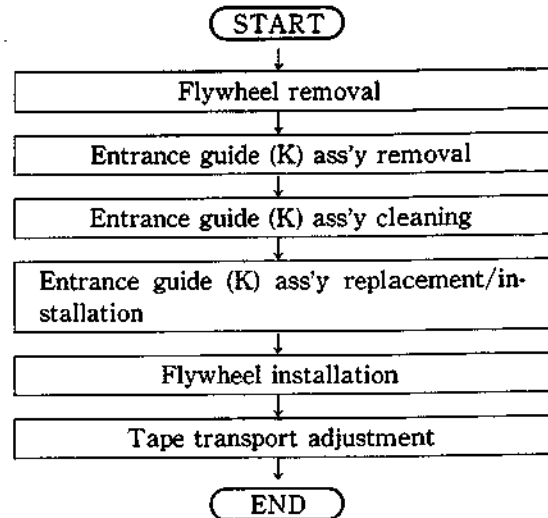 START
Flywheel removal
Entrance guide (K) ass'y removal
Entrance guide (K) ass'y cleaning
Entrance guide (K) ass'y replacement/in-
stallation
Flywheel installation
Tape transport adjustment
END